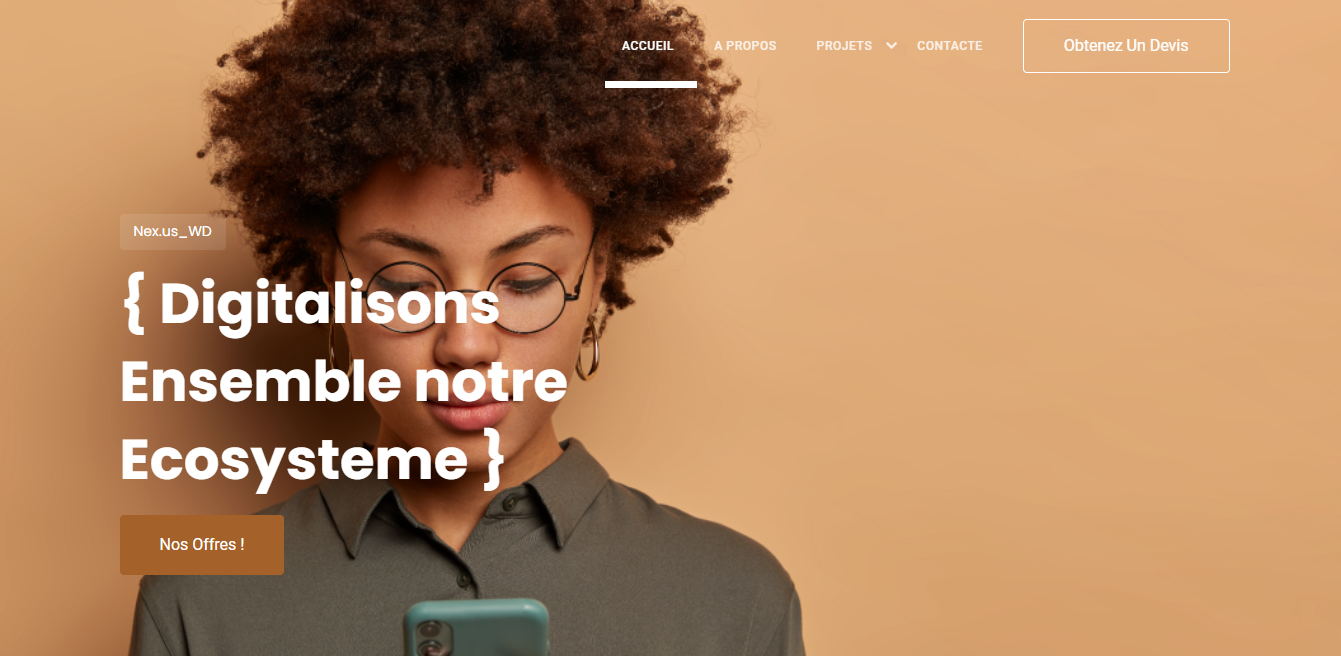 ACCUEIL A PROPOS PROJETS CONTACTE Obtenez Un Devis
Nex.us_WD
{ Digitalisons
Ensemble notre
Ecosysteme }
Nos Offres !